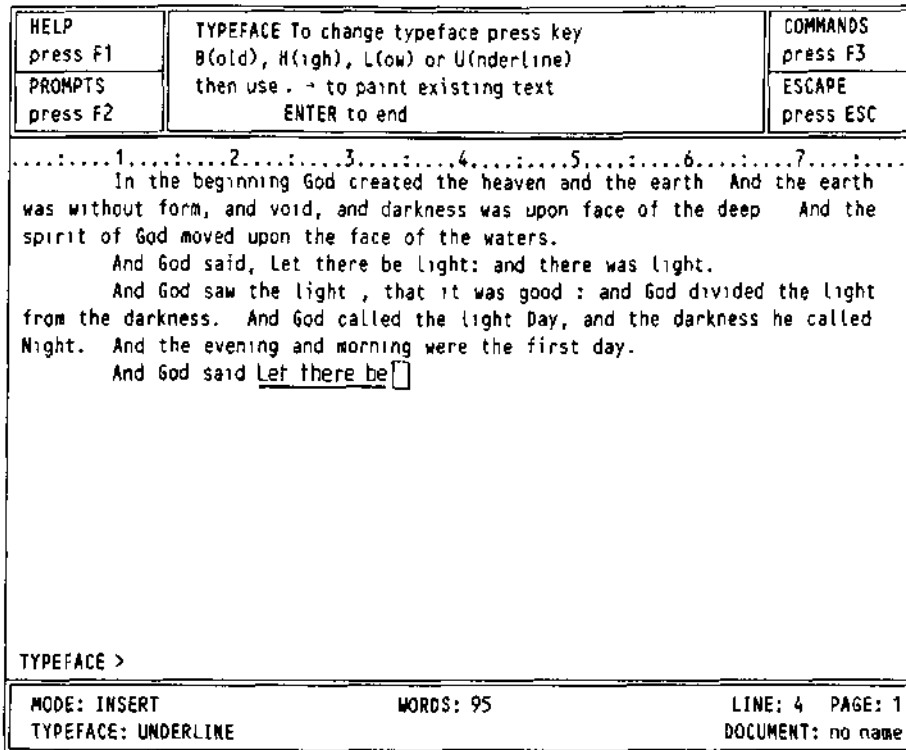 HELP
press F1
PROMPTS
press F2
TYPEFACE To change typeface press key
B(old), H(igh), L(ow) or U(nderline)
then use . → to paint existing text
ENTER to end
COMMANDS
press F3
ESCAPE
press ESC
....:....1....:....2....:....3....:....4....:....5....:....6....:....7....:....
In the beginning God created the heaven and the earth And the earth
was without form, and void, and darkness was upon face of the deep And the
spirit of God moved upon the face of the waters.
And God said, Let there be light: and there was light.
And God saw the light , that it was good : and God divided the light
from the darkness. And God called the light Day, and the darkness he called
Night. And the evening and morning were the first day.
And God said Let there be
TYPEFACE >
MODE: INSERT WORDS: 95 LINE: 4 PAGE: 1
TYPEFACE: UNDERLINE DOCUMENT: no name